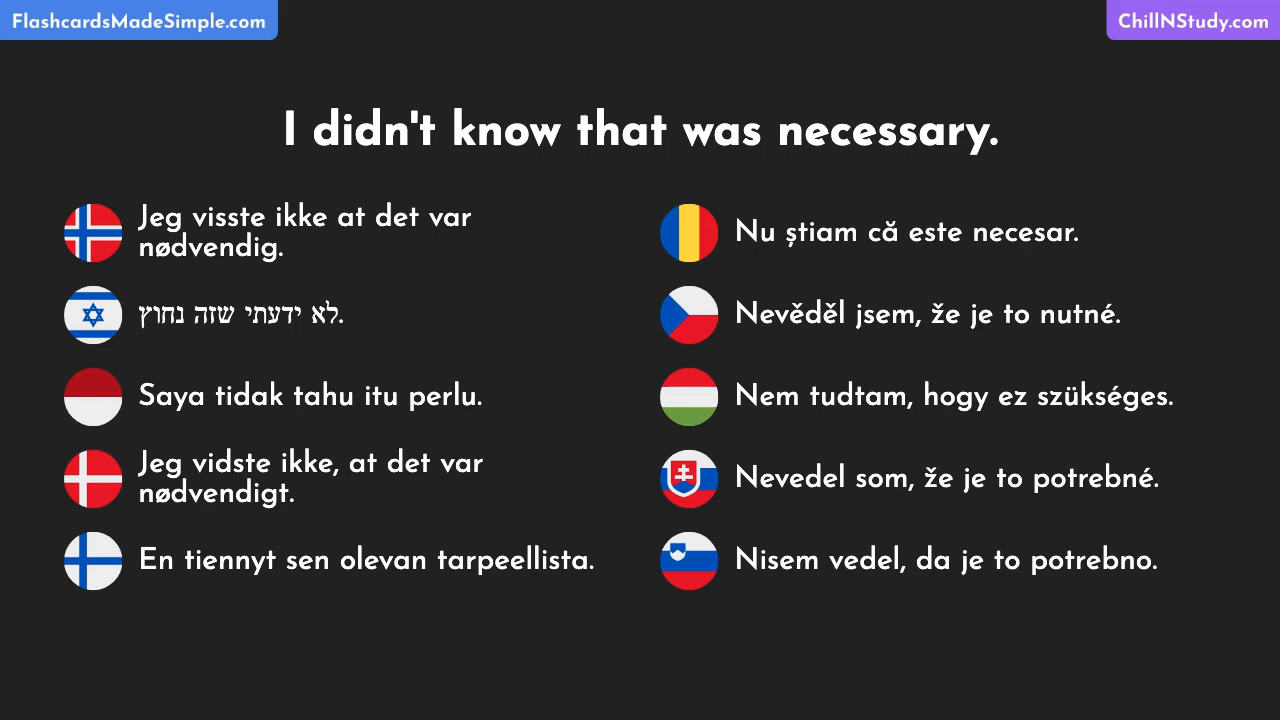 FlashcardsMadeSimple.com
ChillNStudy.com
I didn't know that was necessary.
Jeg visste ikke at det var
nødvendig.
לא ידעתי שזה נחוץ.
Saya tidak tahu itu perlu.
Jeg vidste ikke, at det var
nødvendigt.
En tiennyt sen olevan tarpeellista.
Nu știam că este necesar.
Nevěděl jsem, že je to nutné.
Nem tudtam, hogy ez szükséges.
Nevedel som, že je to potrebné.
Nisem vedel, da je to potrebno.